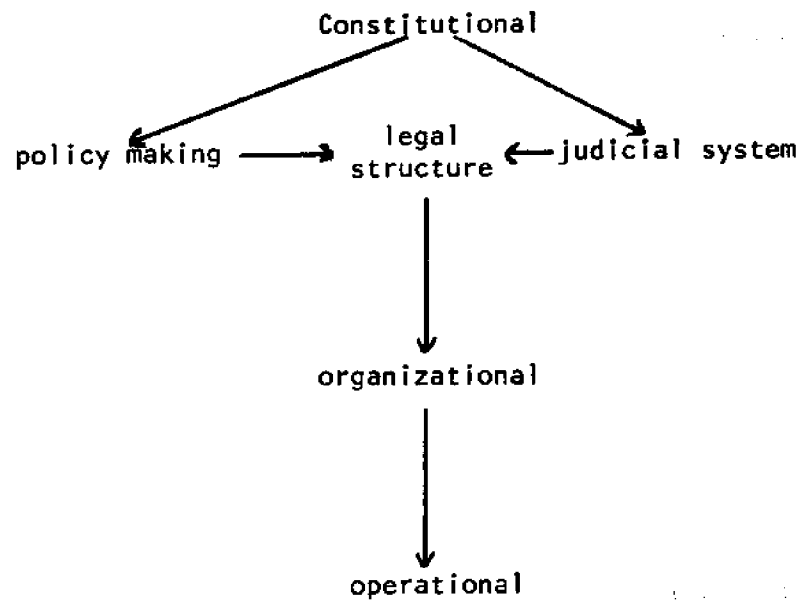 Constitutional
policy making
legal
structure
judicial system
organizational
operational